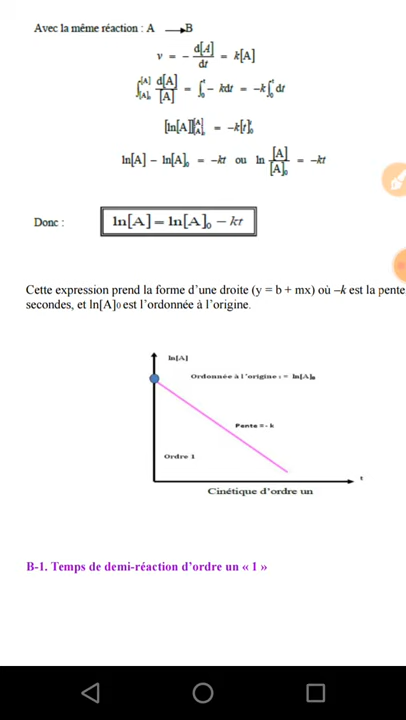 Avec la même réaction : A → B
v = - d[A]/dt = k[A]
∫_[A]₀^[A] d[A]/[A] = ∫₀ᵗ - kdt = -k∫₀ᵗ dt
[ln[A]]_[A]₀^[A] = -k[t]₀ᵗ
ln[A] - ln[A]₀ = -kt ou ln [A]/[A]₀ = -kt
Donc : ln[A] = ln[A]₀ - kt
Cette expression prend la forme d'une droite (y = b + mx) où –k est la pente
secondes, et ln[A]₀ est l'ordonnée à l'origine.
ln[A]
Ordonnée à l'origine : = ln[A]₀
Pente = - k
Ordre 1
t
Cinétique d'ordre un
B-1. Temps de demi-réaction d'ordre un « 1 »